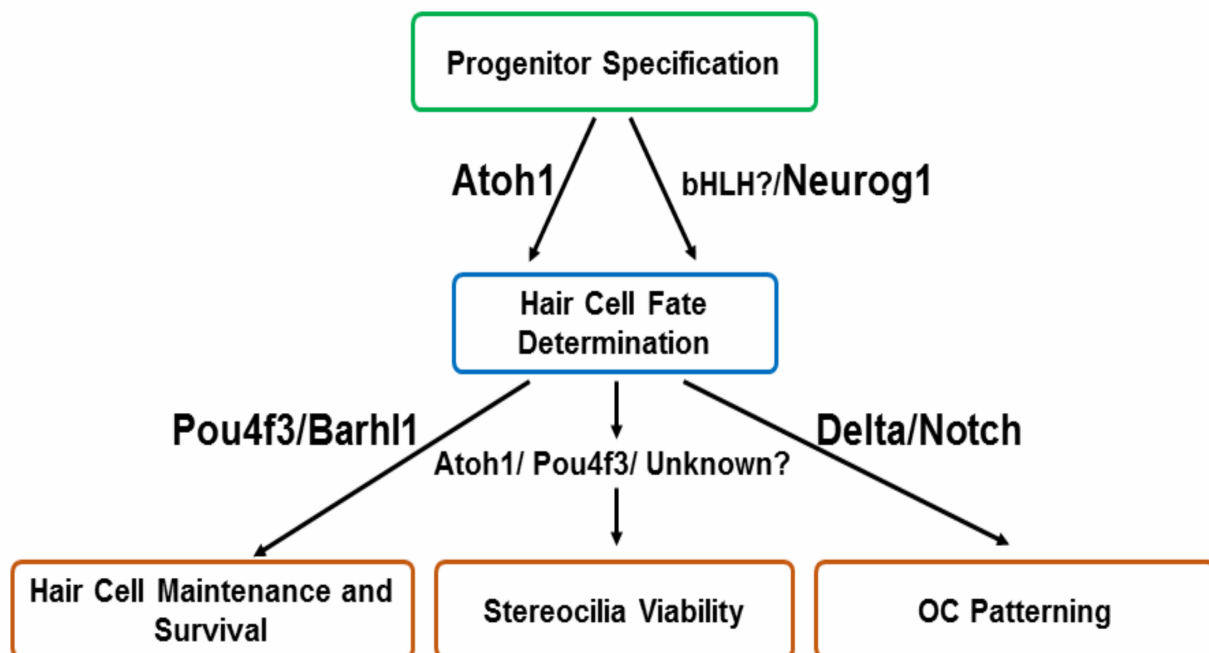 Progenitor Specification
Atoh1
bHLH?/Neurog1
Hair Cell Fate
Determination
Pou4f3/Barhl1
Delta/Notch
Atoh1/ Pou4f3/ Unknown?
Hair Cell Maintenance and
Survival
Stereocilia Viability
OC Patterning